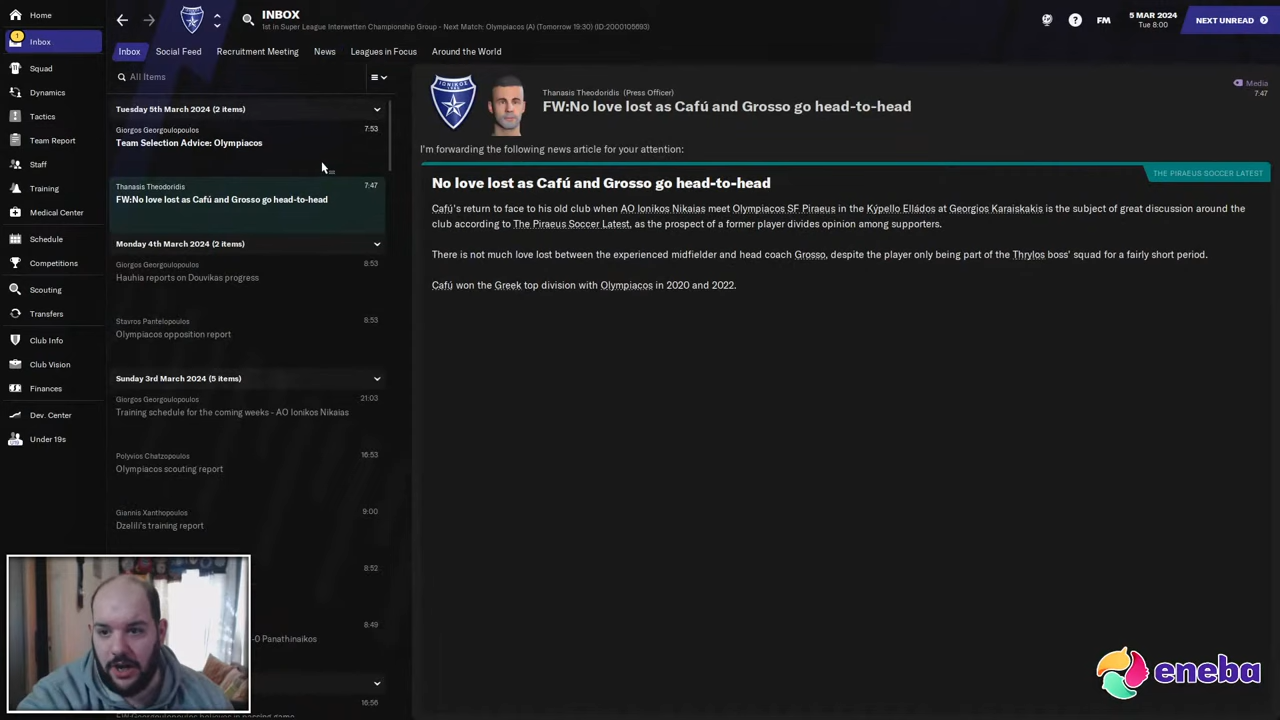 Home
1
Inbox
Squad
Dynamics
Tactics
Team Report
Staff
Training
Medical Center
Schedule
Competitions
Scouting
Transfers
Club Info
Club Vision
Finances
Dev. Center
Under 19s
INBOX
1st in Super League Interwetten Championship Group - Next Match: Olympiacos (A) (Tomorrow 19:30) (ID:2000105693)
FM
5 MAR 2024
Tue 8:00
NEXT UNREAD
Inbox
Social Feed
Recruitment Meeting
News
Leagues in Focus
Around the World
All Items
Tuesday 5th March 2024 (2 items)
Giorgos Georgoulopoulos 7:53
Team Selection Advice: Olympiacos
Thanasis Theodoridis 7:47
FW:No love lost as Cafú and Grosso go head-to-head
Monday 4th March 2024 (2 items)
Giorgos Georgoulopoulos 8:53
Hauhia reports on Douvikas progress
Stavros Pantelopoulos 8:53
Olympiacos opposition report
Sunday 3rd March 2024 (5 items)
Giorgos Georgoulopoulos 21:03
Training schedule for the coming weeks - AO Ionikos Nikaias
Polyvios Chatzopoulos 16:53
Olympiacos scouting report
Giannis Xanthopoulos 9:00
Dzelili's training report
8:52
8:49
-0 Panathinaikos
16:56
ΙΩΝΙΚΟΣ
Thanasis Theodoridis (Press Officer)
FW:No love lost as Cafú and Grosso go head-to-head
Media
7:47
I'm forwarding the following news article for your attention:
THE PIRAEUS SOCCER LATEST
No love lost as Cafú and Grosso go head-to-head
Cafú's return to face to his old club when AO Ionikos Nikaias meet Olympiacos SF Piraeus in the Kýpello Elládos at Georgios Karaiskakis is the subject of great discussion around the
club according to The Piraeus Soccer Latest, as the prospect of a former player divides opinion among supporters.
There is not much love lost between the experienced midfielder and head coach Grosso, despite the player only being part of the Thrylos boss' squad for a fairly short period.
Cafú won the Greek top division with Olympiacos in 2020 and 2022.
eneba